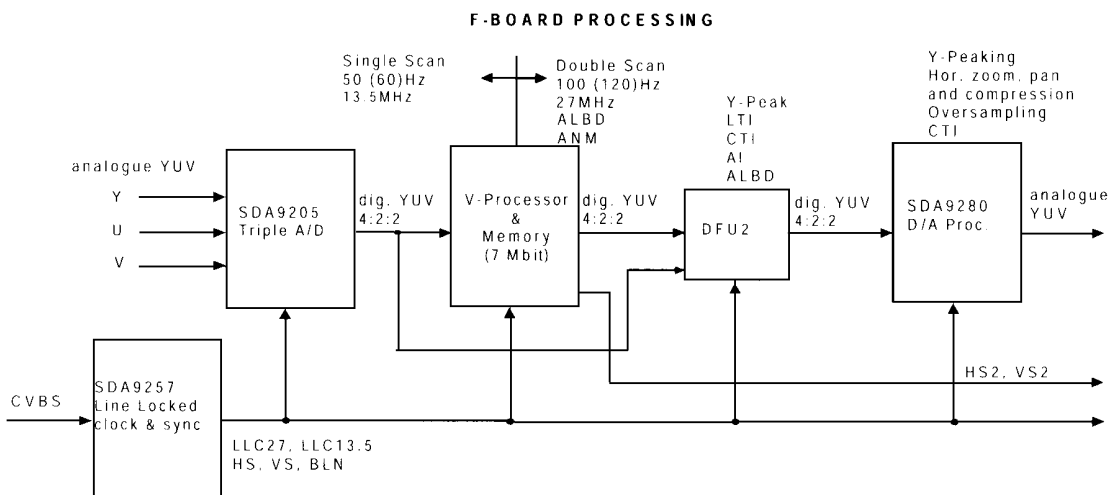 F-BOARD PROCESSING
Single Scan
50 (60)Hz
13.5MHz
Double Scan
100 (120)Hz
27MHz
ALBD
ANM
Y-Peak
LTI
CTI
AI
ALBD
Y-Peaking
Hor. zoom, pan
and compression
Oversampling
CTI
analogue YUV
Y
U
V
SDA9205
Triple A/D
dig. YUV
4:2:2
V-Processor
&
Memory
(7 Mbit)
dig. YUV
4:2:2
DFU2
dig. YUV
4:2:2
SDA9280
D/A Proc.
analogue
YUV
CVBS
SDA9257
Line Locked
clock & sync
LLC27, LLC13.5
HS, VS, BLN
HS2, VS2